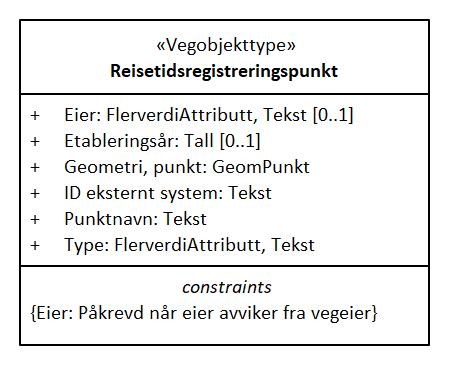 «Vegobjekttype»
Reisetidsregistreringspunkt
+ Eier: FlerverdiAttributt, Tekst [0..1]
+ Etableringsår: Tall [0..1]
+ Geometri, punkt: GeomPunkt
+ ID eksternt system: Tekst
+ Punktnavn: Tekst
+ Type: FlerverdiAttributt, Tekst
constraints
{Eier: Påkrevd når eier avviker fra vegeier}